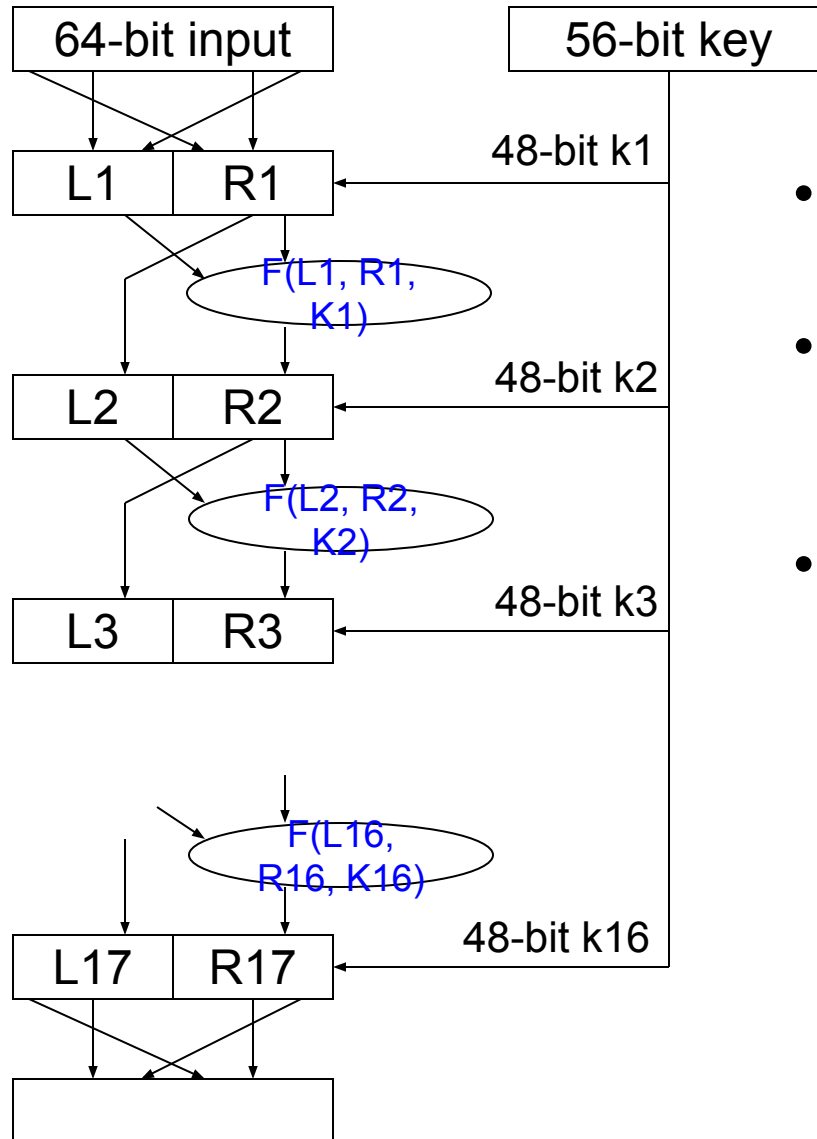 64-bit input
56-bit key
48-bit k1
L1 R1
•
F(L1, R1,
K1)
•
48-bit k2
L2 R2
F(L2, R2,
K2)
•
48-bit k3
L3 R3
F(L16,
R16, K16)
48-bit k16
L17 R17